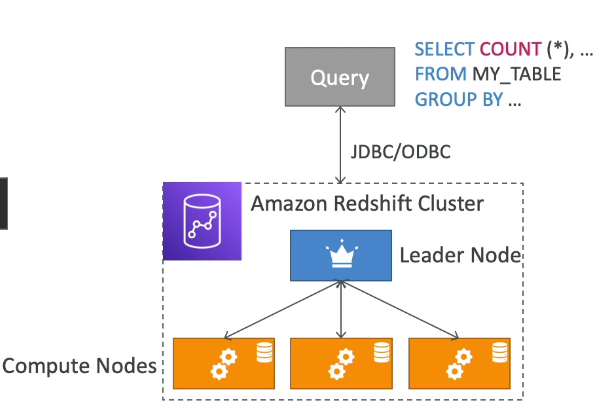 Query
SELECT COUNT (*), ...
FROM MY_TABLE
GROUP BY ...
JDBC/ODBC
Amazon Redshift Cluster
Leader Node
Compute Nodes